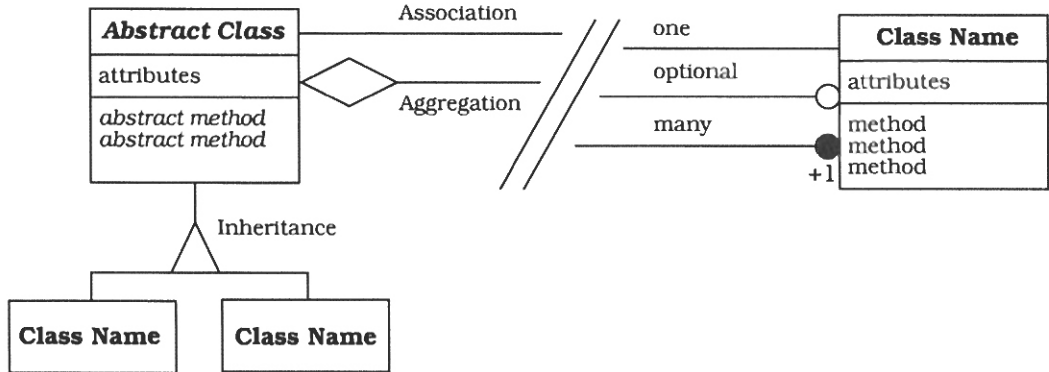 Abstract Class
attributes
abstract method
abstract method
Association
Aggregation
one
optional
many
+1
Class Name
attributes
method
method
method
Inheritance
Class Name
Class Name